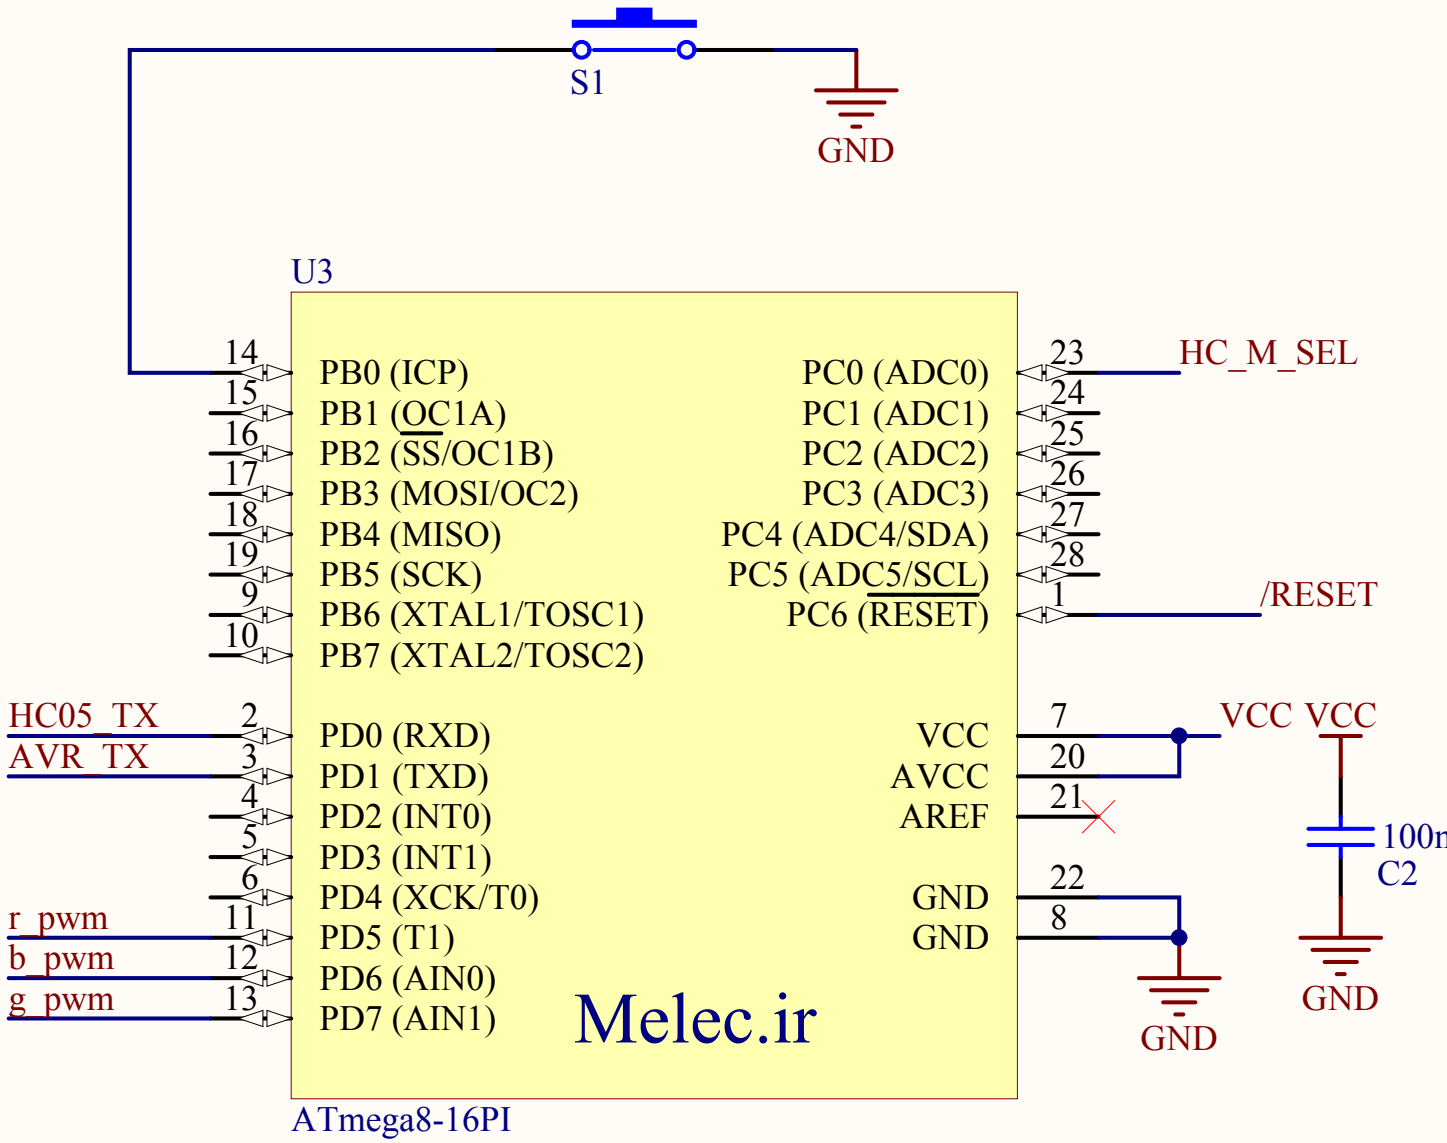 S1
GND
U3
14 PB0 (ICP) PC0 (ADC0) 23 HC_M_SEL
15 PB1 (OC1A) PC1 (ADC1) 24
16 PB2 (SS/OC1B) PC2 (ADC2) 25
17 PB3 (MOSI/OC2) PC3 (ADC3) 26
18 PB4 (MISO) PC4 (ADC4/SDA) 27
19 PB5 (SCK) PC5 (ADC5/SCL) 28
9 PB6 (XTAL1/TOSC1) PC6 (RESET) 1 /RESET
10 PB7 (XTAL2/TOSC2)
HC05_TX 2 PD0 (RXD) VCC 7 VCC VCC
AVR_TX 3 PD1 (TXD) AVCC 20
4 PD2 (INT0) AREF 21
100n
5 PD3 (INT1)
C2
6 PD4 (XCK/T0) GND 22
r_pwm 11 PD5 (T1) GND 8
b_pwm 12 PD6 (AIN0)
GND
g_pwm 13 PD7 (AIN1)
Melec.ir
GND
ATmega8-16PI